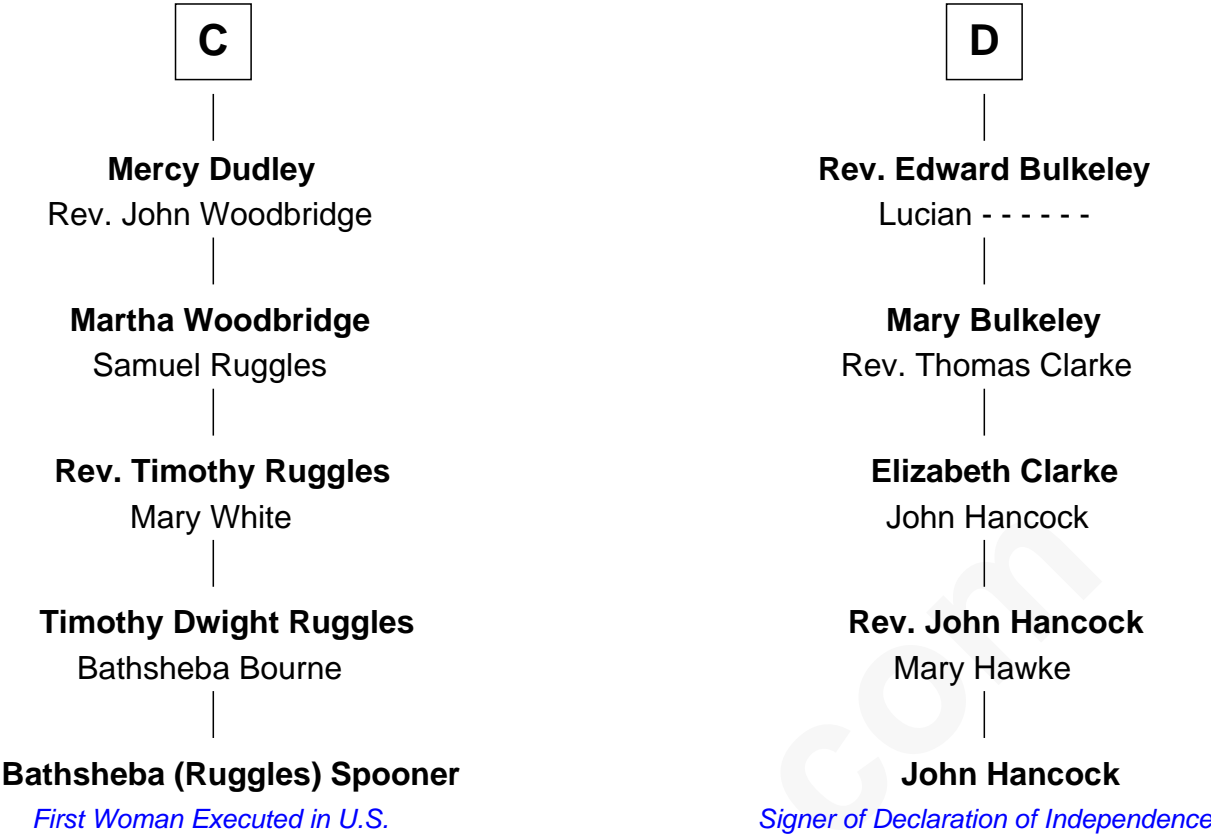 C
Mercy Dudley
Rev. John Woodbridge
Martha Woodbridge
Samuel Ruggles
Rev. Timothy Ruggles
Mary White
Timothy Dwight Ruggles
Bathsheba Bourne
Bathsheba (Ruggles) Spooner
First Woman Executed in U.S.
D
Rev. Edward Bulkeley
Lucian - - - - - -
Mary Bulkeley
Rev. Thomas Clarke
Elizabeth Clarke
John Hancock
Rev. John Hancock
Mary Hawke
John Hancock
Signer of Declaration of Independence
com